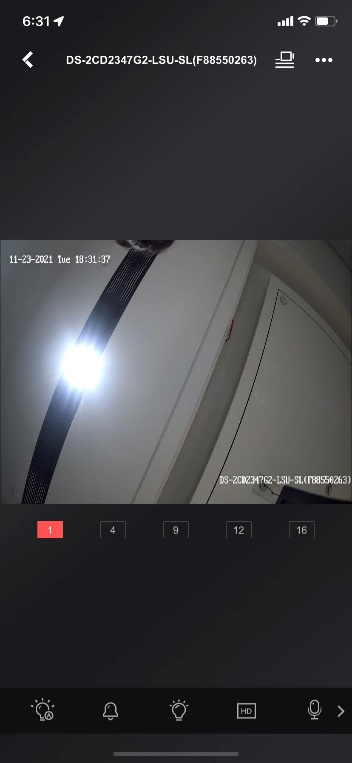 6:31
DS-2CD2347G2-LSU-SL(F88550263)
11-23-2021 Tue 18:31:37
DS-2CD2347G2-LSU-SL(F88550263)
1 4 9 12 16
HD